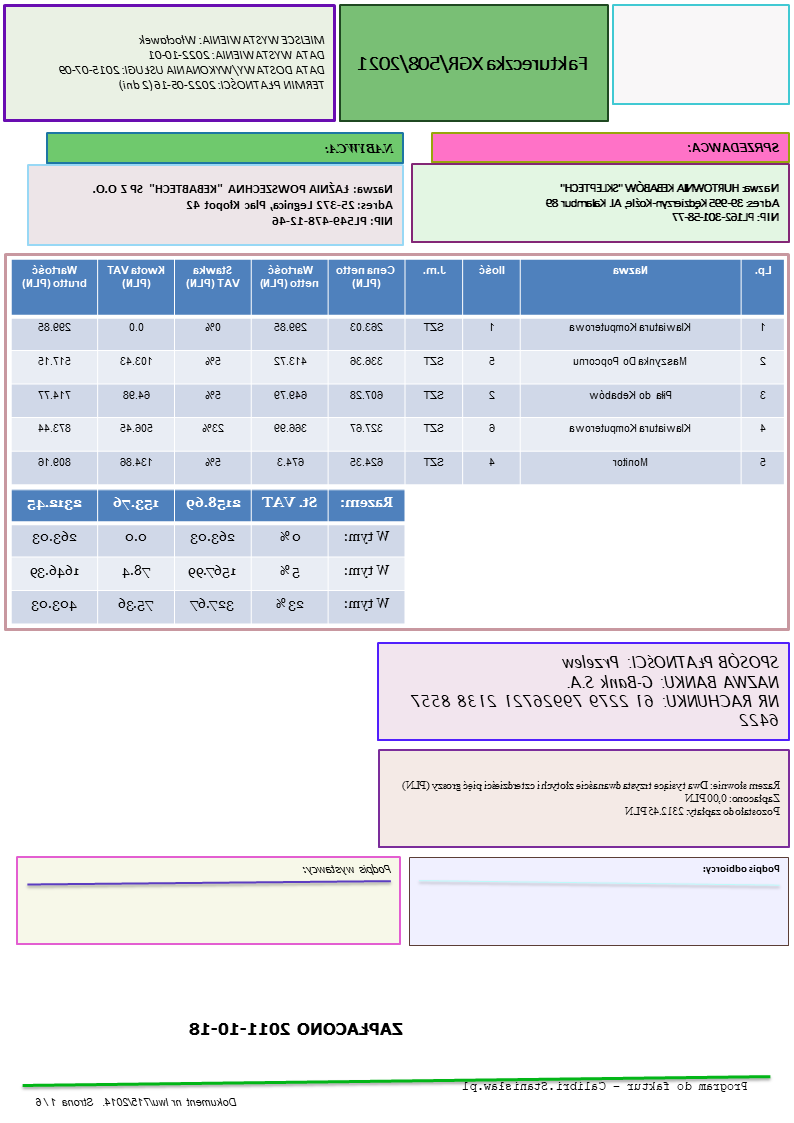 Faktureczka XGR/508/2021
MIEJSCE WYSTAWIENIA: Włocławek
DATA WYSTAWIENIA: 2022-10-01
DATA DOSTAWY/WYKONANIA USŁUGI: 2015-07-09
TERMIN PŁATNOŚCI: 2022-05-16 (2 dni)
SPRZEDAWCA:
Nazwa: HURTOWNIA KEBABÓW "SKLEPTECH"
Adres: 39-995 Kędzierzyn-Koźle, Al. Kalambur 89
NIP: PL162-301-58-77
NABYWCA:
Nazwa: ŁAŹNIA POWSZECHNA "KEBABTECH" SP Z O.O.
Adres: 25-372 Legnica, Plac Kłopot 42
NIP: PL549-478-12-46
Lp. Nazwa Ilość J.m. Cena netto (PLN) Wartość netto (PLN) Stawka VAT (PLN) Kwota VAT (PLN) Wartość brutto (PLN)
1 Klawiatura Komputerowa 1 SZT 263.03 299.85 0% 0.0 299.85
2 Maszynka Do Popcornu 5 SZT 336.36 413.72 5% 103.43 517.15
3 Piła do Kebabów 2 SZT 607.28 649.79 5% 64.98 714.77
4 Klawiatura Komputerowa 6 SZT 327.67 366.99 23% 506.45 873.44
5 Monitor 4 SZT 624.35 674.3 5% 134.86 809.16
Razem: St. VAT 2158.69 153.76 2312.45
W tym: 0% 263.03 0.0 263.03
W tym: 5% 1567.99 78.4 1646.39
W tym: 23% 327.67 75.36 403.03
SPOSÓB PŁATNOŚCI: Przelew
NAZWA BANKU: G-Bank S.A.
NR RACHUNKU: 61 2279 79926721 2138 8557
6422
Razem słownie: Dwa tysiące trzysta dwanaście złotych i czterdzieści pięć groszy (PLN)
Zapłacono: 0,00 PLN
Pozostało do zapłaty: 2312.45 PLN
Podpis odbiorcy:
Podpis wystawcy:
ZAPŁACONO 2011-10-18
Program do faktur – Calibri.Stanisław.pl
Dokument nr lwu/715/2014. Strona 1 / 6